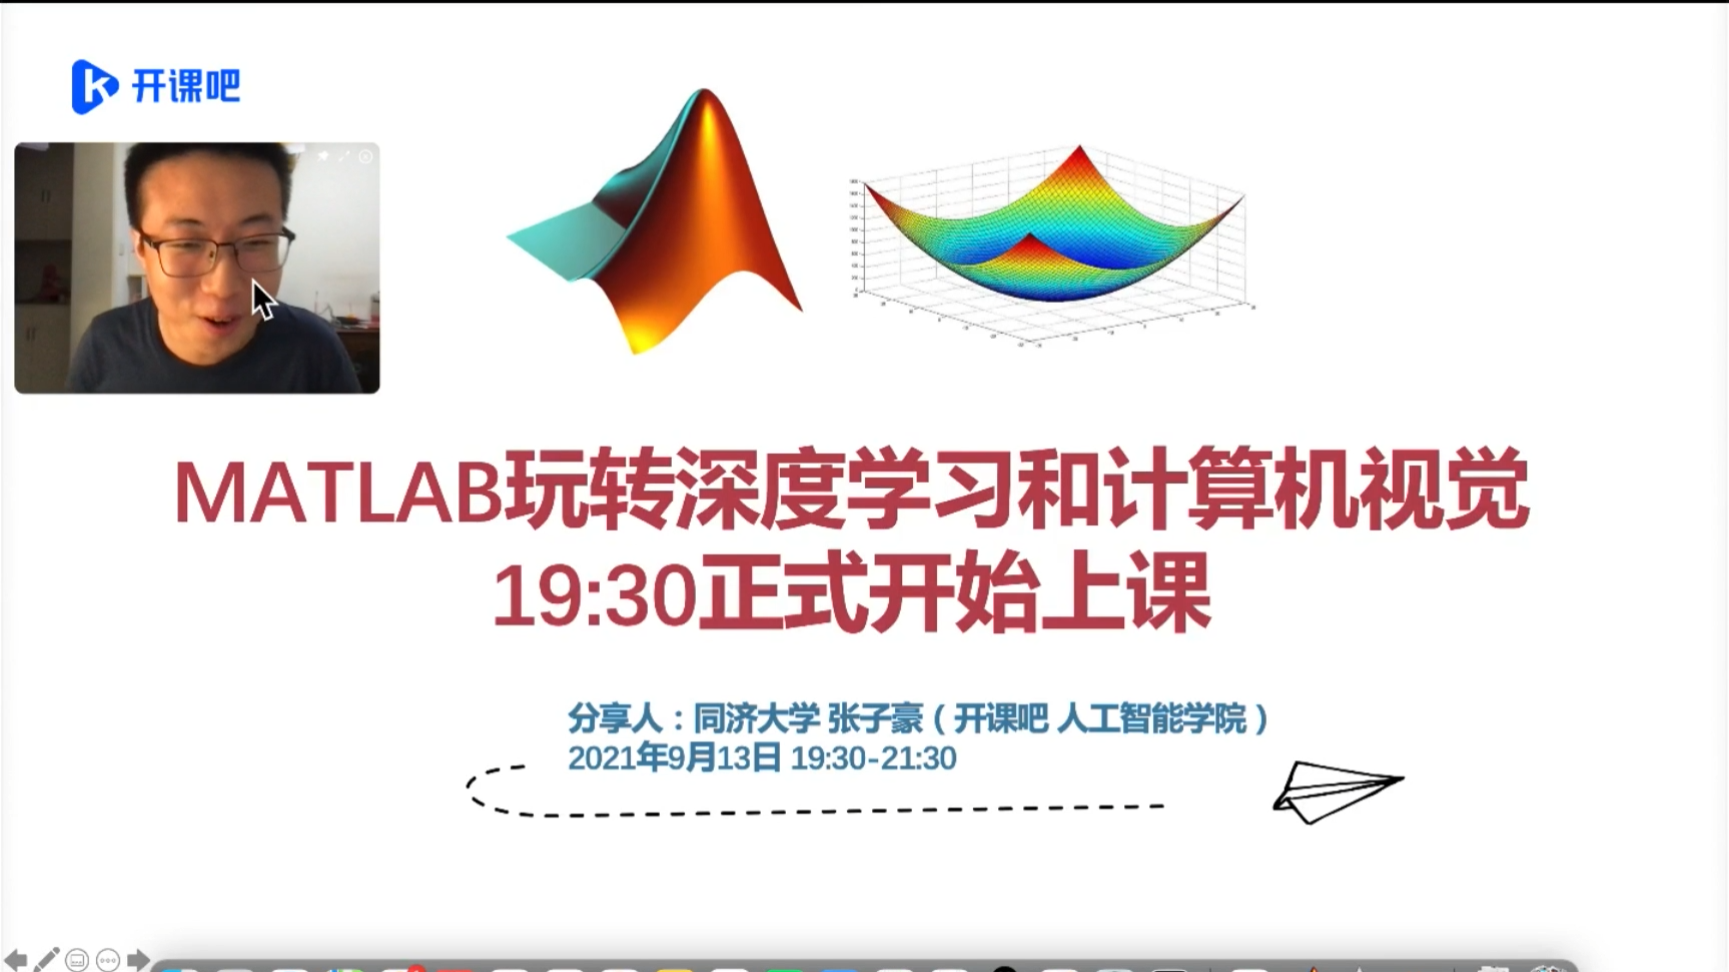 开课吧
MATLAB玩转深度学习和计算机视觉
19:30正式开始上课
分享人：同济大学 张子豪（开课吧 人工智能学院）
2021年9月13日 19:30-21:30